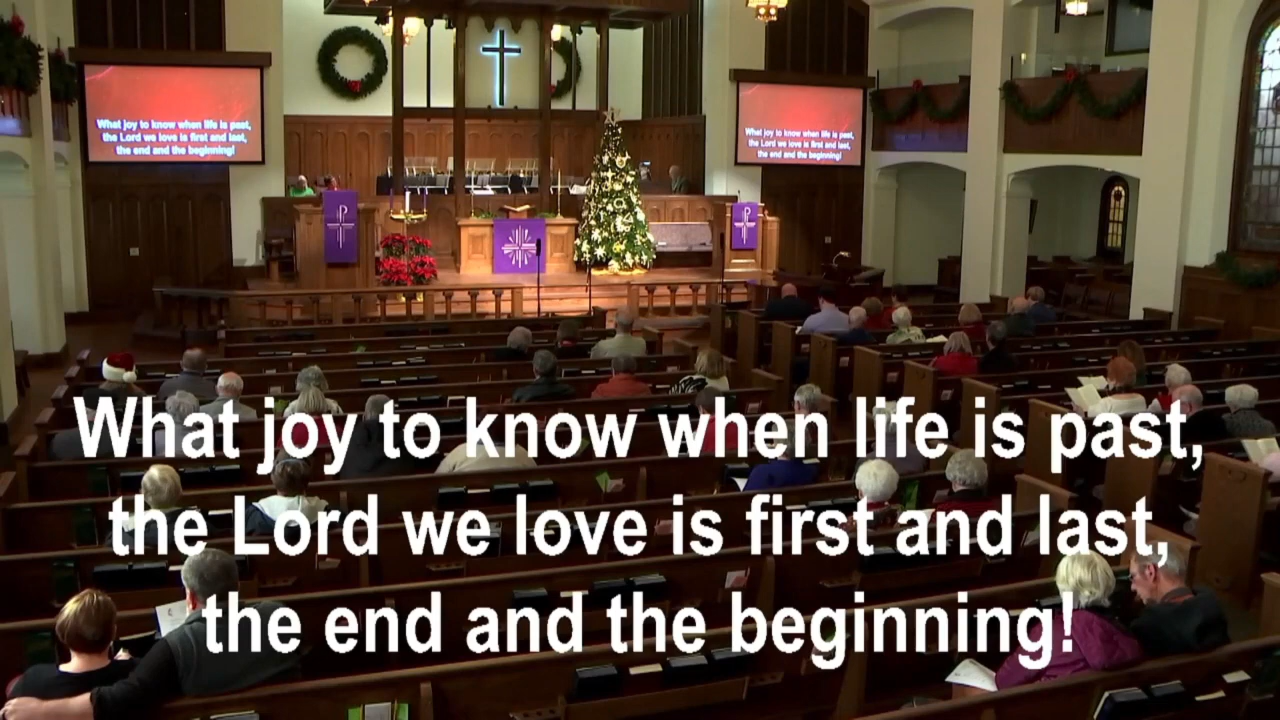 What joy to know when life is past,
the Lord we love is first and last,
the end and the beginning!
What joy to know when life is past,
the Lord we love is first and last,
the end and the beginning!
What joy to know when life is past,
the Lord we love is first and last,
the end and the beginning!